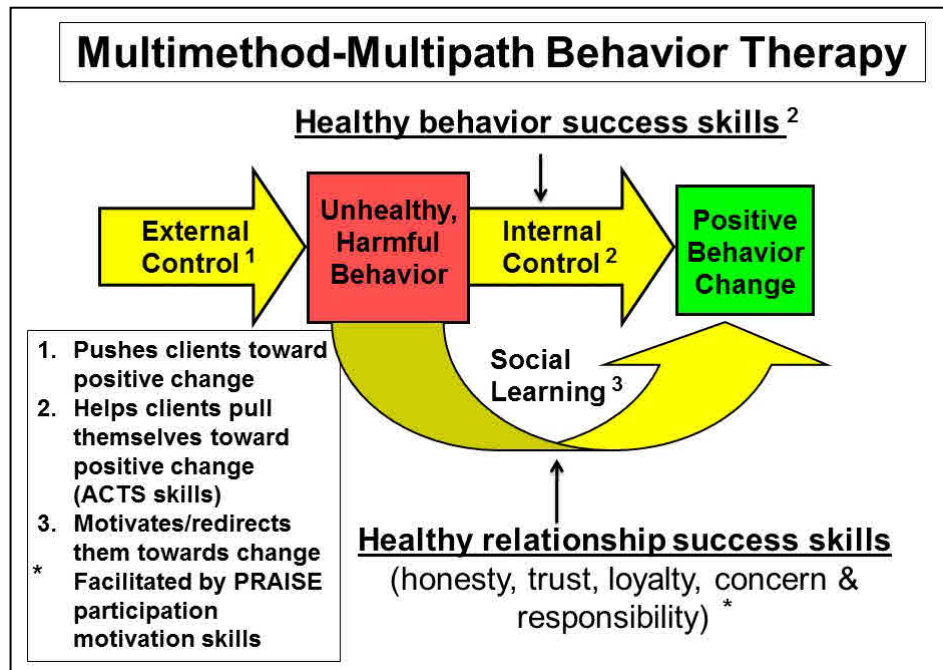 Multimethod-Multipath Behavior Therapy
Healthy behavior success skills 2
External
Control 1
Unhealthy,
Harmful
Behavior
Internal
Control 2
Positive
Behavior
Change
Social
Learning 3
1. Pushes clients toward
positive change
2. Helps clients pull
themselves toward
positive change
(ACTS skills)
3. Motivates/redirects
them towards change
* Facilitated by PRAISE
participation
motivation skills
Healthy relationship success skills
(honesty, trust, loyalty, concern &
responsibility) *